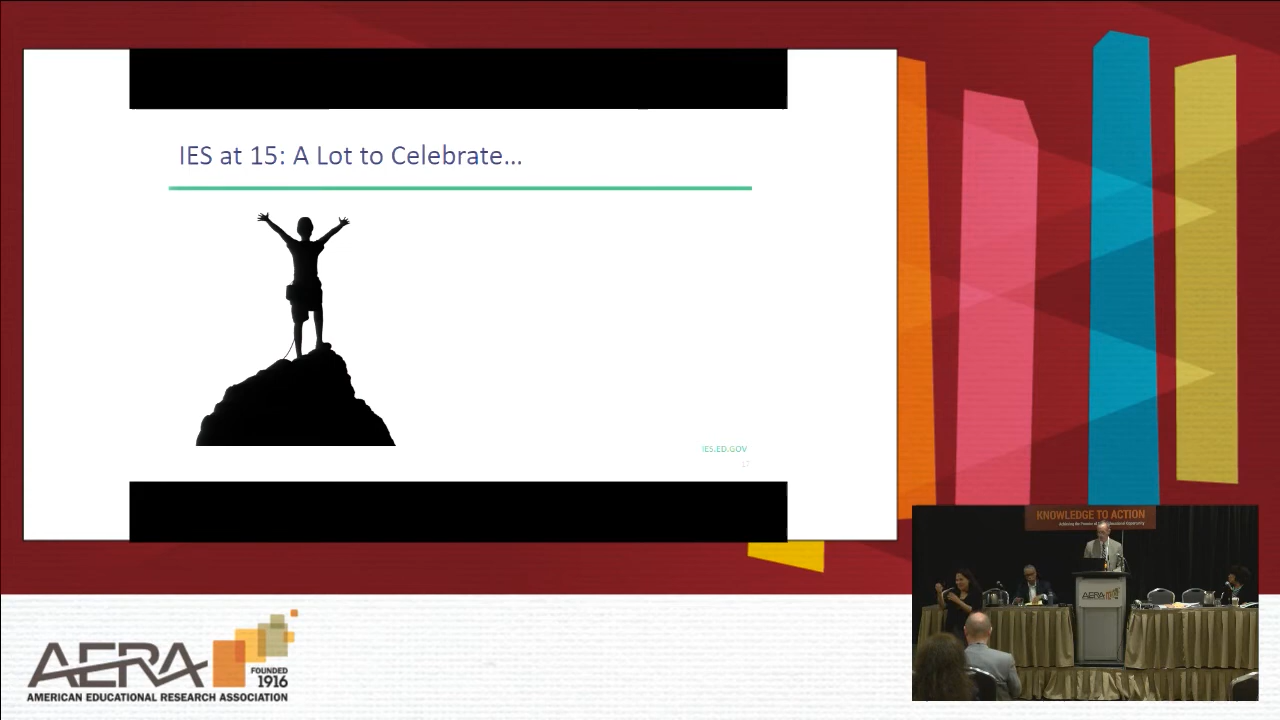 IES at 15: A Lot to Celebrate...
IES.ED.GOV
17
KNOWLEDGE TO ACTION
AERA
AERA
FOUNDED
1916
AMERICAN EDUCATIONAL RESEARCH ASSOCIATION